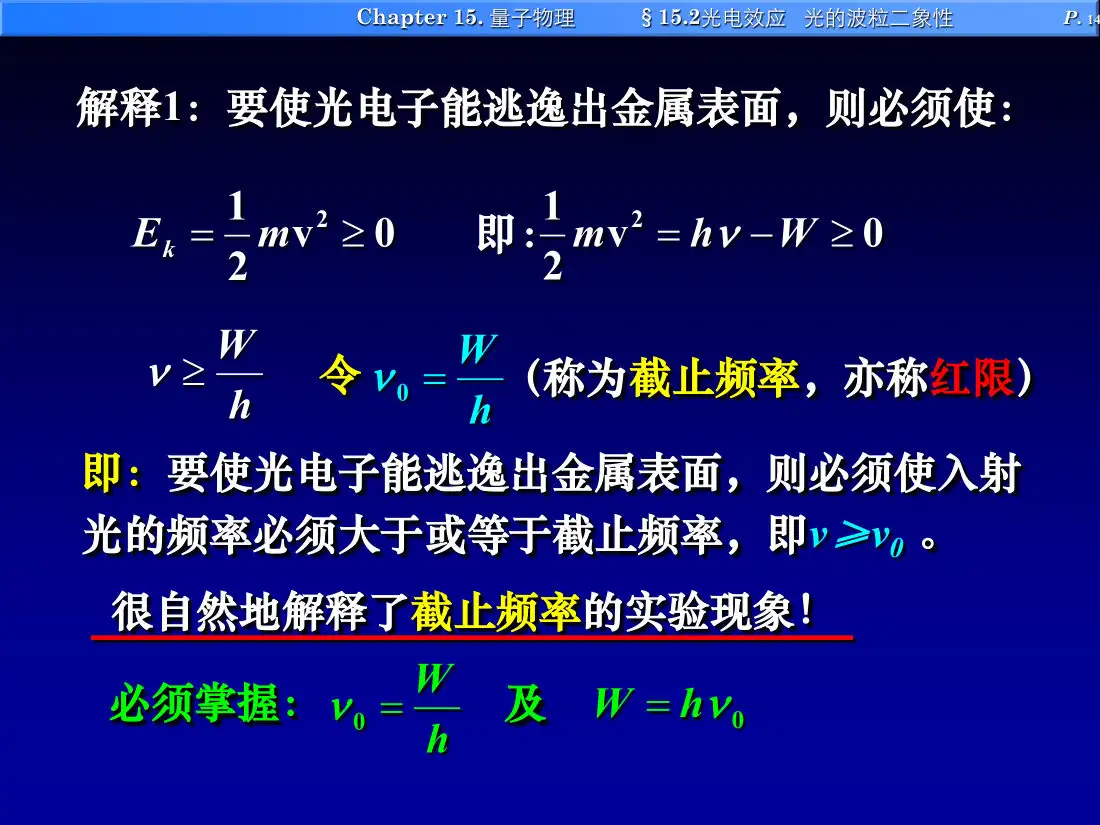 Chapter 15. 量子物理 §15.2光电效应 光的波粒二象性 P. 14
解释1：要使光电子能逃逸出金属表面，则必须使：
E_k = 1/2 mv² ≥ 0 即: 1/2 mv² = hν − W ≥ 0
ν ≥ W/h 令 ν₀ = W/h (称为截止频率，亦称红限)
即：要使光电子能逃逸出金属表面，则必须使入射
光的频率必须大于或等于截止频率，即ν≥ν₀ 。
很自然地解释了截止频率的实验现象！
必须掌握： ν₀ = W/h 及 W = hν₀